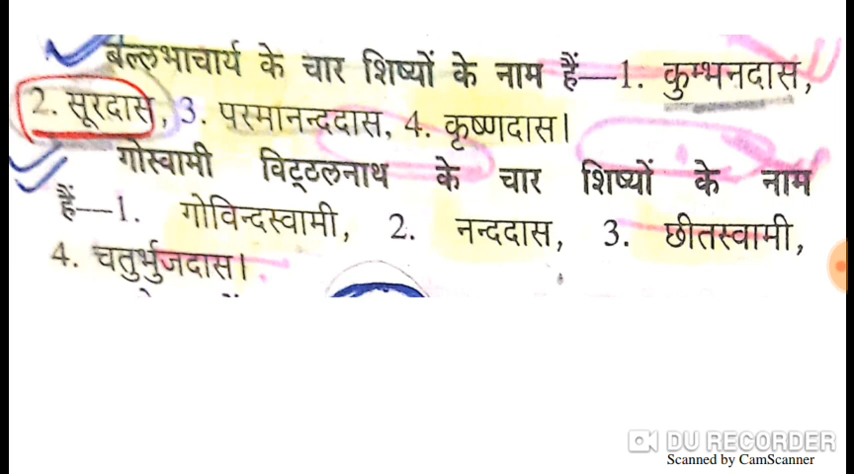 बल्लभाचार्य के चार शिष्यों के नाम हैं—1. कुम्भनदास,
2. सूरदास, 3. परमानन्ददास, 4. कृष्णदास।
गोस्वामी विट्ठलनाथ के चार शिष्यों के नाम
हैं—1. गोविन्दस्वामी, 2. नन्ददास, 3. छीतस्वामी,
4. चतुर्भुजदास।
DU RECORDER
Scanned by CamScanner